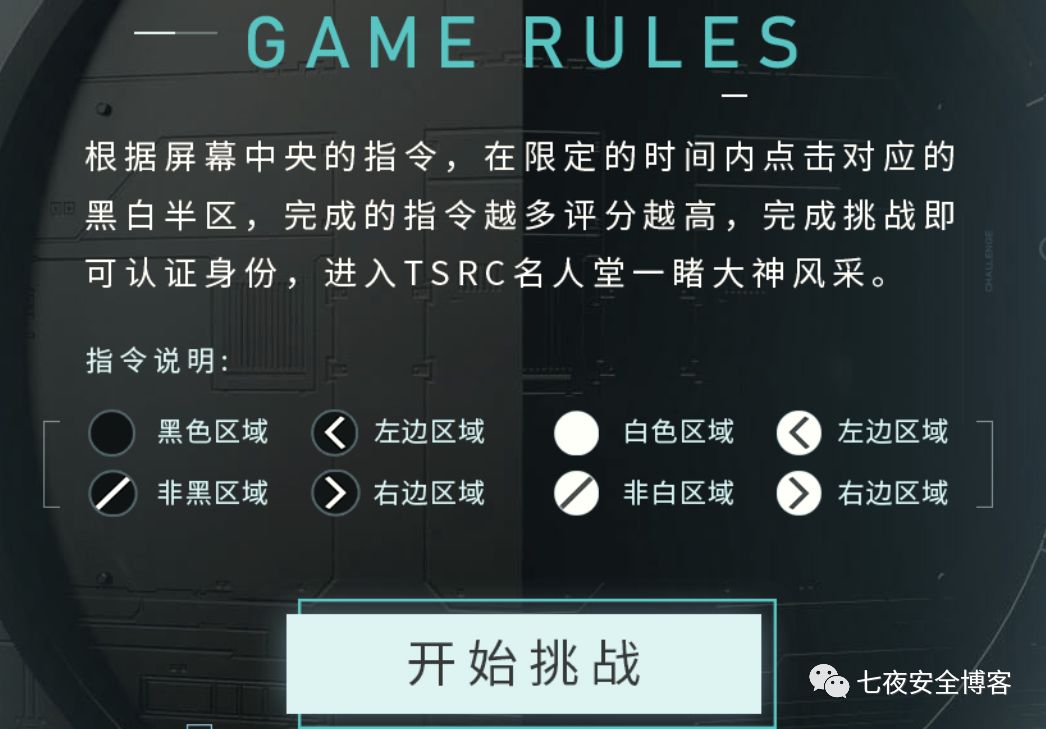 GAME RULES
根据屏幕中央的指令，在限定的时间内点击对应的
黑白半区，完成的指令越多评分越高，完成挑战即
可认证身份，进入TSRC名人堂一睹大神风采。
CHALLENGE
指令说明：
黑色区域 左边区域 白色区域 左边区域
非黑区域 右边区域 非白区域 右边区域
开始挑战
七夜安全博客